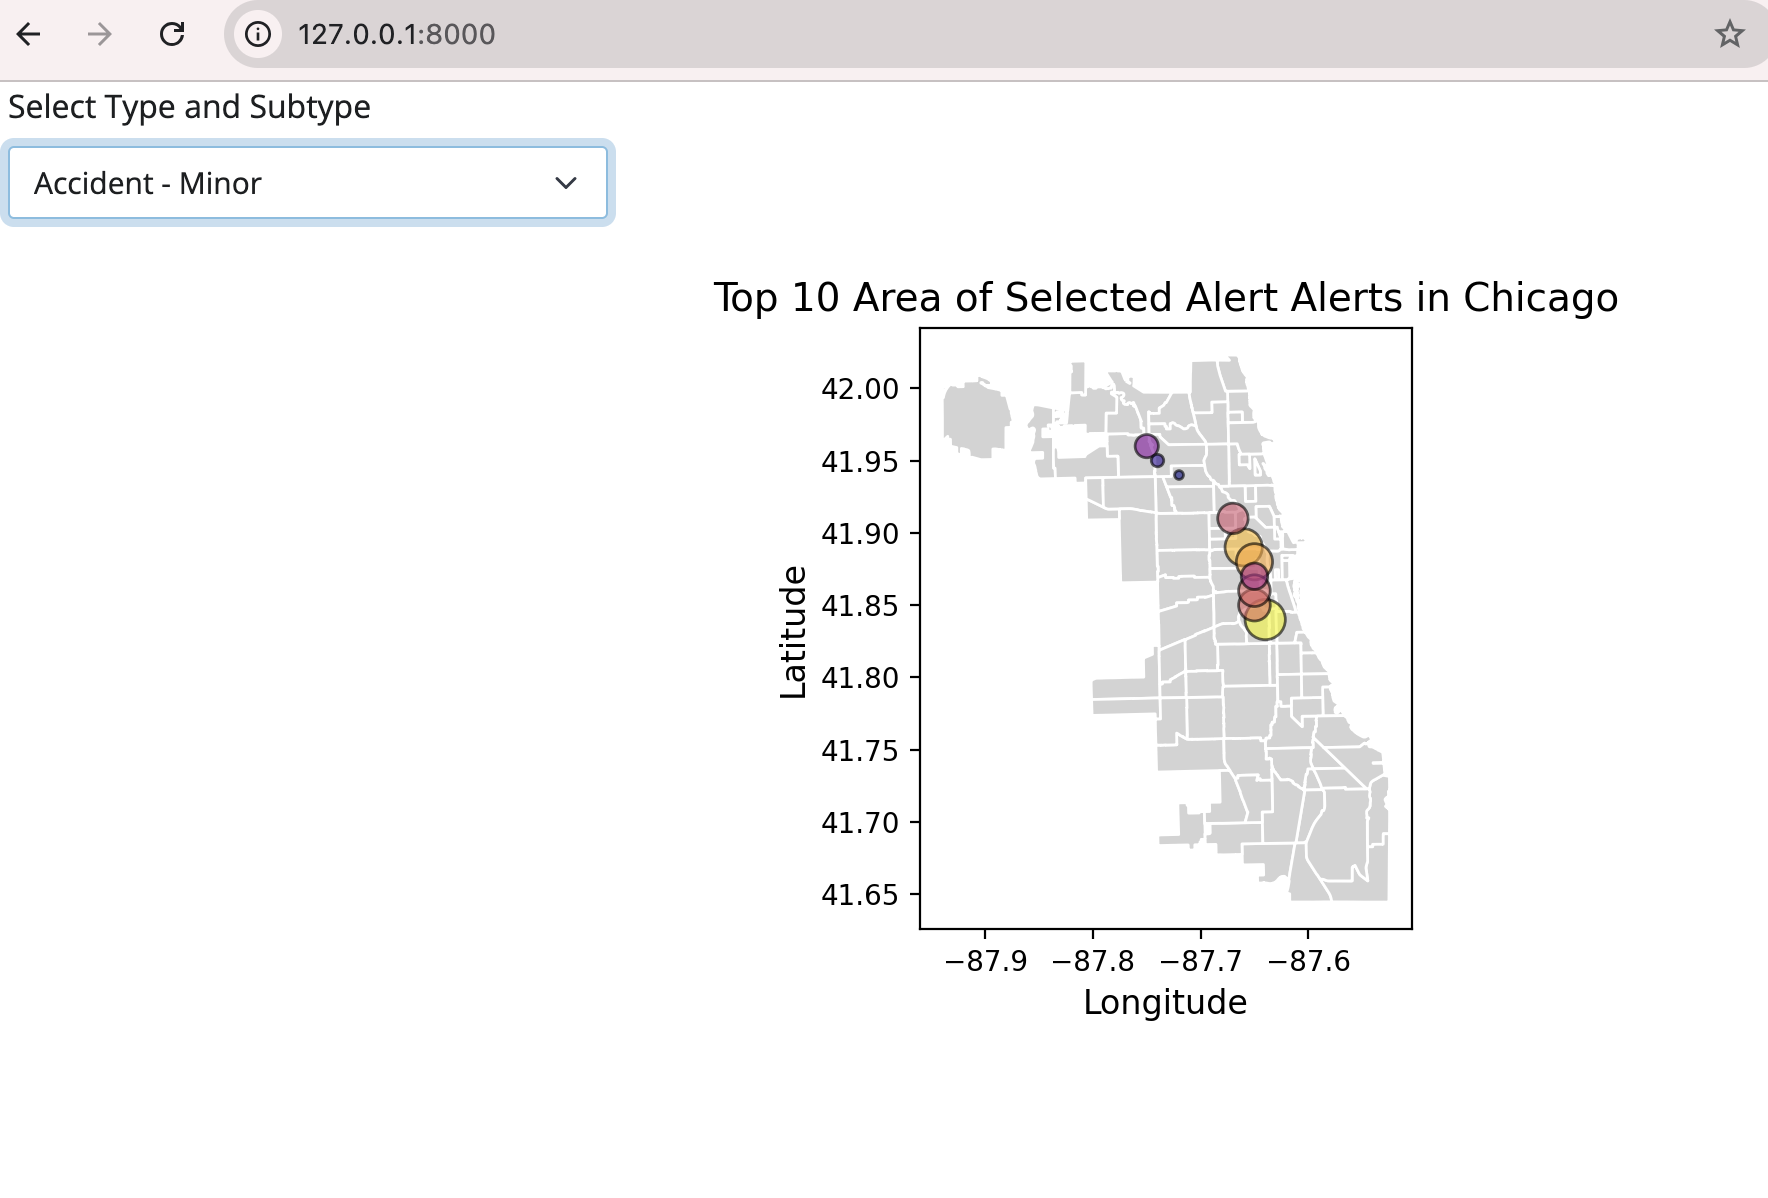 127.0.0.1:8000
Select Type and Subtype
Accident - Minor
Top 10 Area of Selected Alert Alerts in Chicago
42.00
41.95
41.90
41.85
41.80
41.75
41.70
41.65
Latitude
−87.9 −87.8 −87.7 −87.6
Longitude